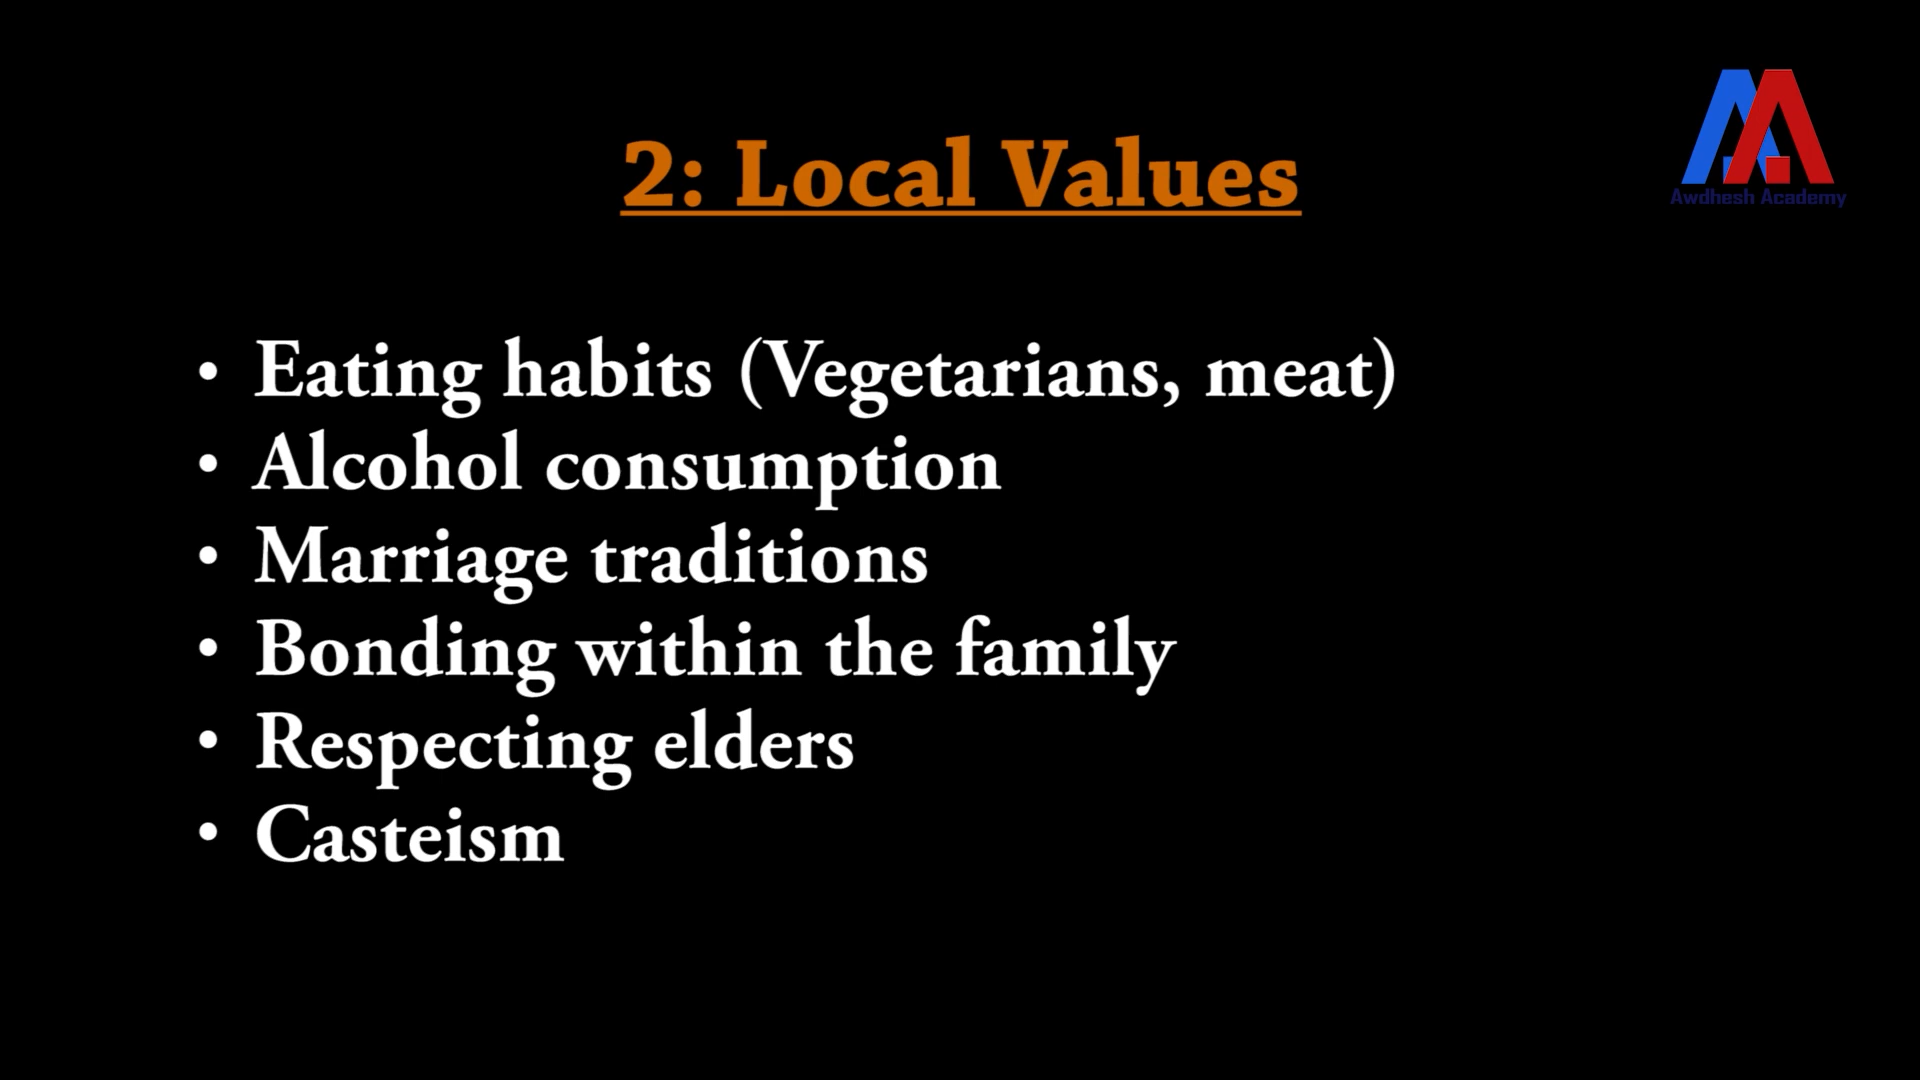 2: Local Values
Awdhesh Academy
• Eating habits (Vegetarians, meat)
• Alcohol consumption
• Marriage traditions
• Bonding within the family
• Respecting elders
• Casteism